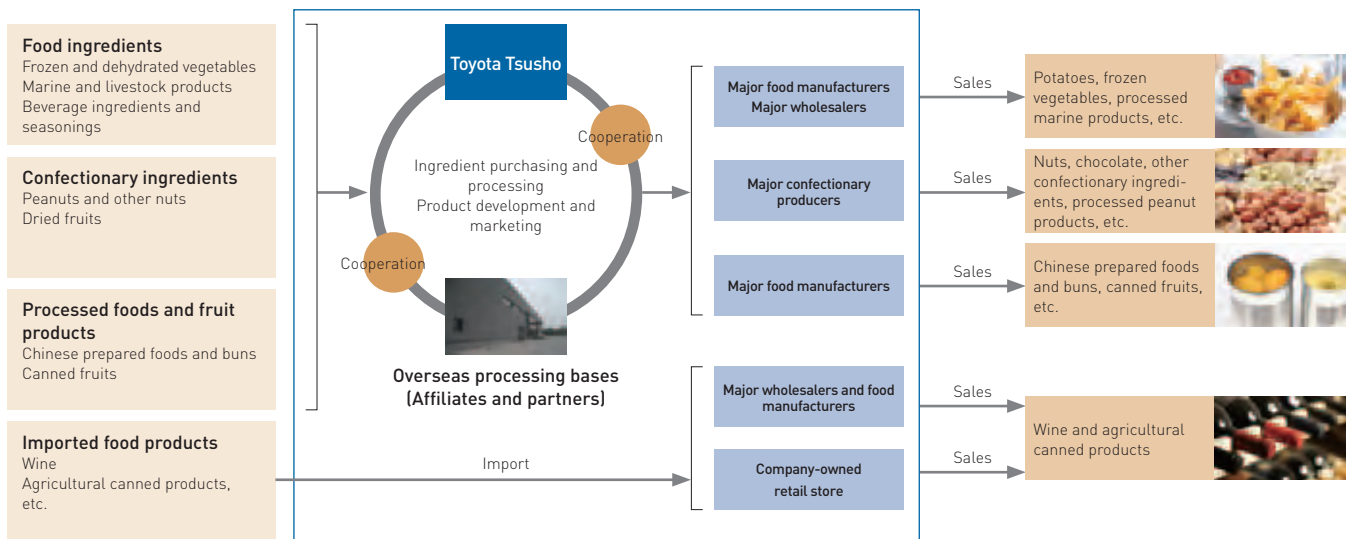 Food ingredients
Frozen and dehydrated vegetables
Marine and livestock products
Beverage ingredients and
seasonings
Confectionary ingredients
Peanuts and other nuts
Dried fruits
Processed foods and fruit
products
Chinese prepared foods and buns
Canned fruits
Imported food products
Wine
Agricultural canned products,
etc.
Toyota Tsusho
Cooperation
Ingredient purchasing and
processing
Product development and
marketing
Cooperation
Overseas processing bases
(Affiliates and partners)
Import
Major food manufacturers
Major wholesalers
Major confectionary
producers
Major food manufacturers
Major wholesalers and food
manufacturers
Company-owned
retail store
Sales
Potatoes, frozen
vegetables, processed
marine products, etc.
Sales
Nuts, chocolate, other
confectionary ingredi-
ents, processed peanut
products, etc.
Sales
Chinese prepared foods
and buns, canned fruits,
etc.
Sales
Sales
Wine and agricultural
canned products